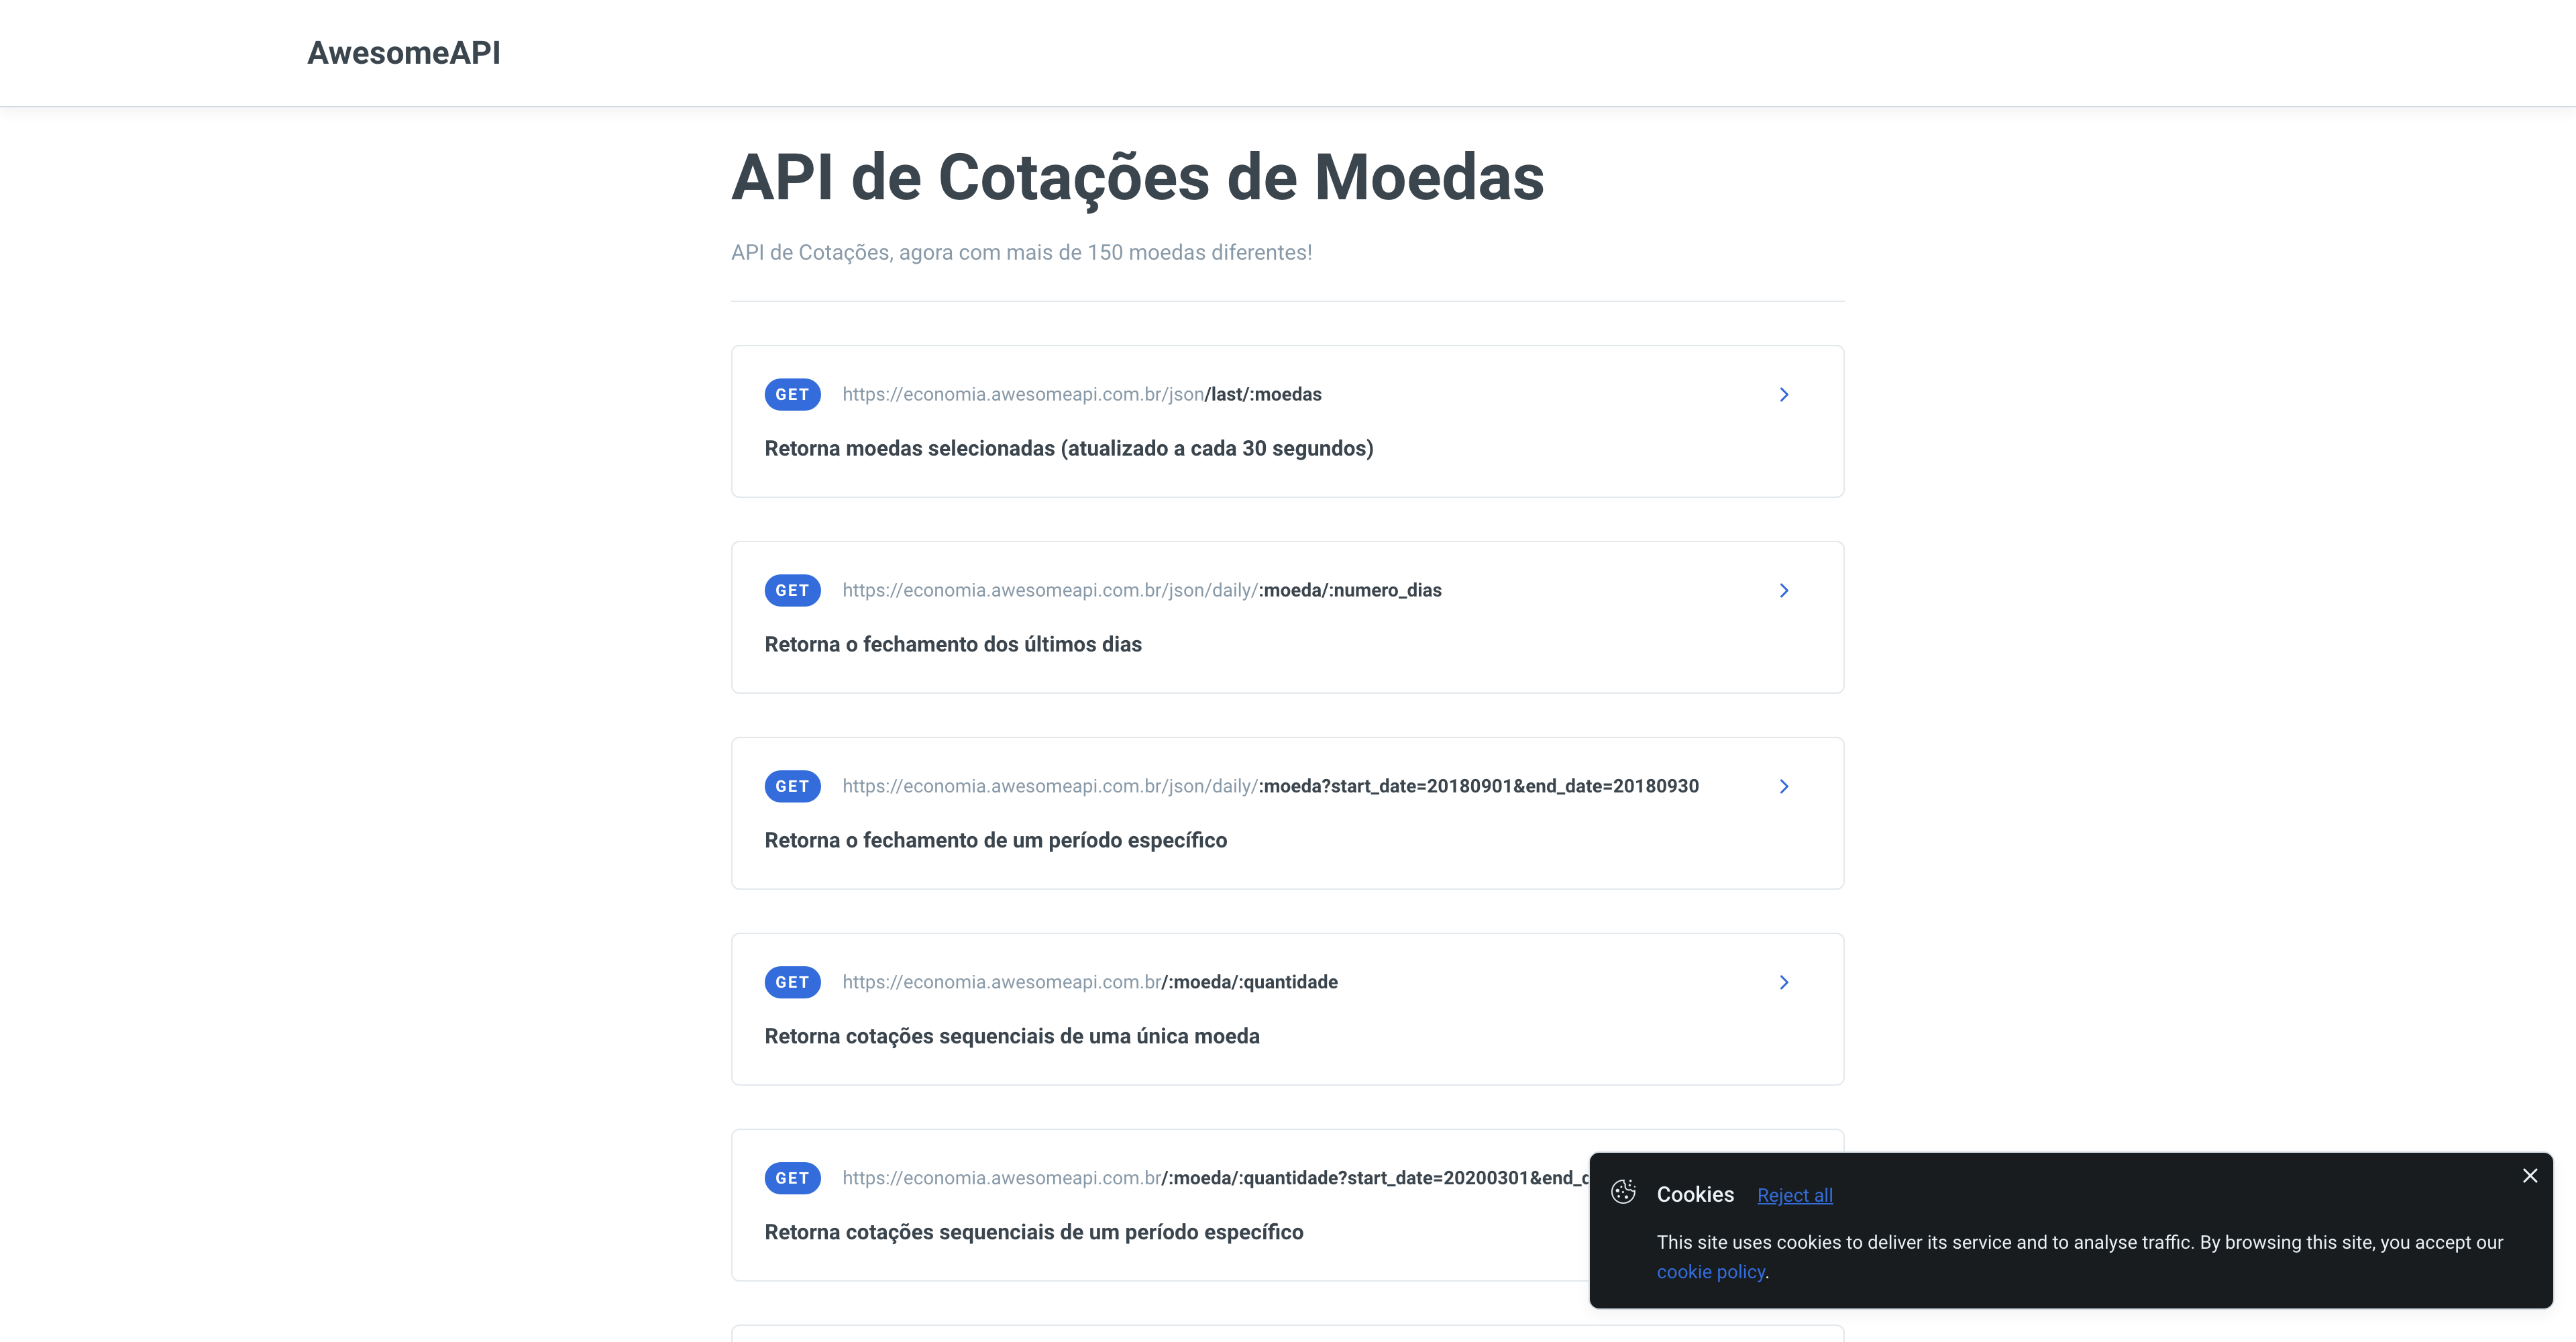 AwesomeAPI
API de Cotações de Moedas
API de Cotações, agora com mais de 150 moedas diferentes!
GET https://economia.awesomeapi.com.br/json/last/:moedas
Retorna moedas selecionadas (atualizado a cada 30 segundos)
GET https://economia.awesomeapi.com.br/json/daily/:moeda/:numero_dias
Retorna o fechamento dos últimos dias
GET https://economia.awesomeapi.com.br/json/daily/:moeda?start_date=20180901&end_date=20180930
Retorna o fechamento de um período específico
GET https://economia.awesomeapi.com.br/:moeda/:quantidade
Retorna cotações sequenciais de uma única moeda
GET https://economia.awesomeapi.com.br/:moeda/:quantidade?start_date=20200301&end_
Retorna cotações sequenciais de um período específico
Cookies Reject all
This site uses cookies to deliver its service and to analyse traffic. By browsing this site, you accept our
cookie policy.